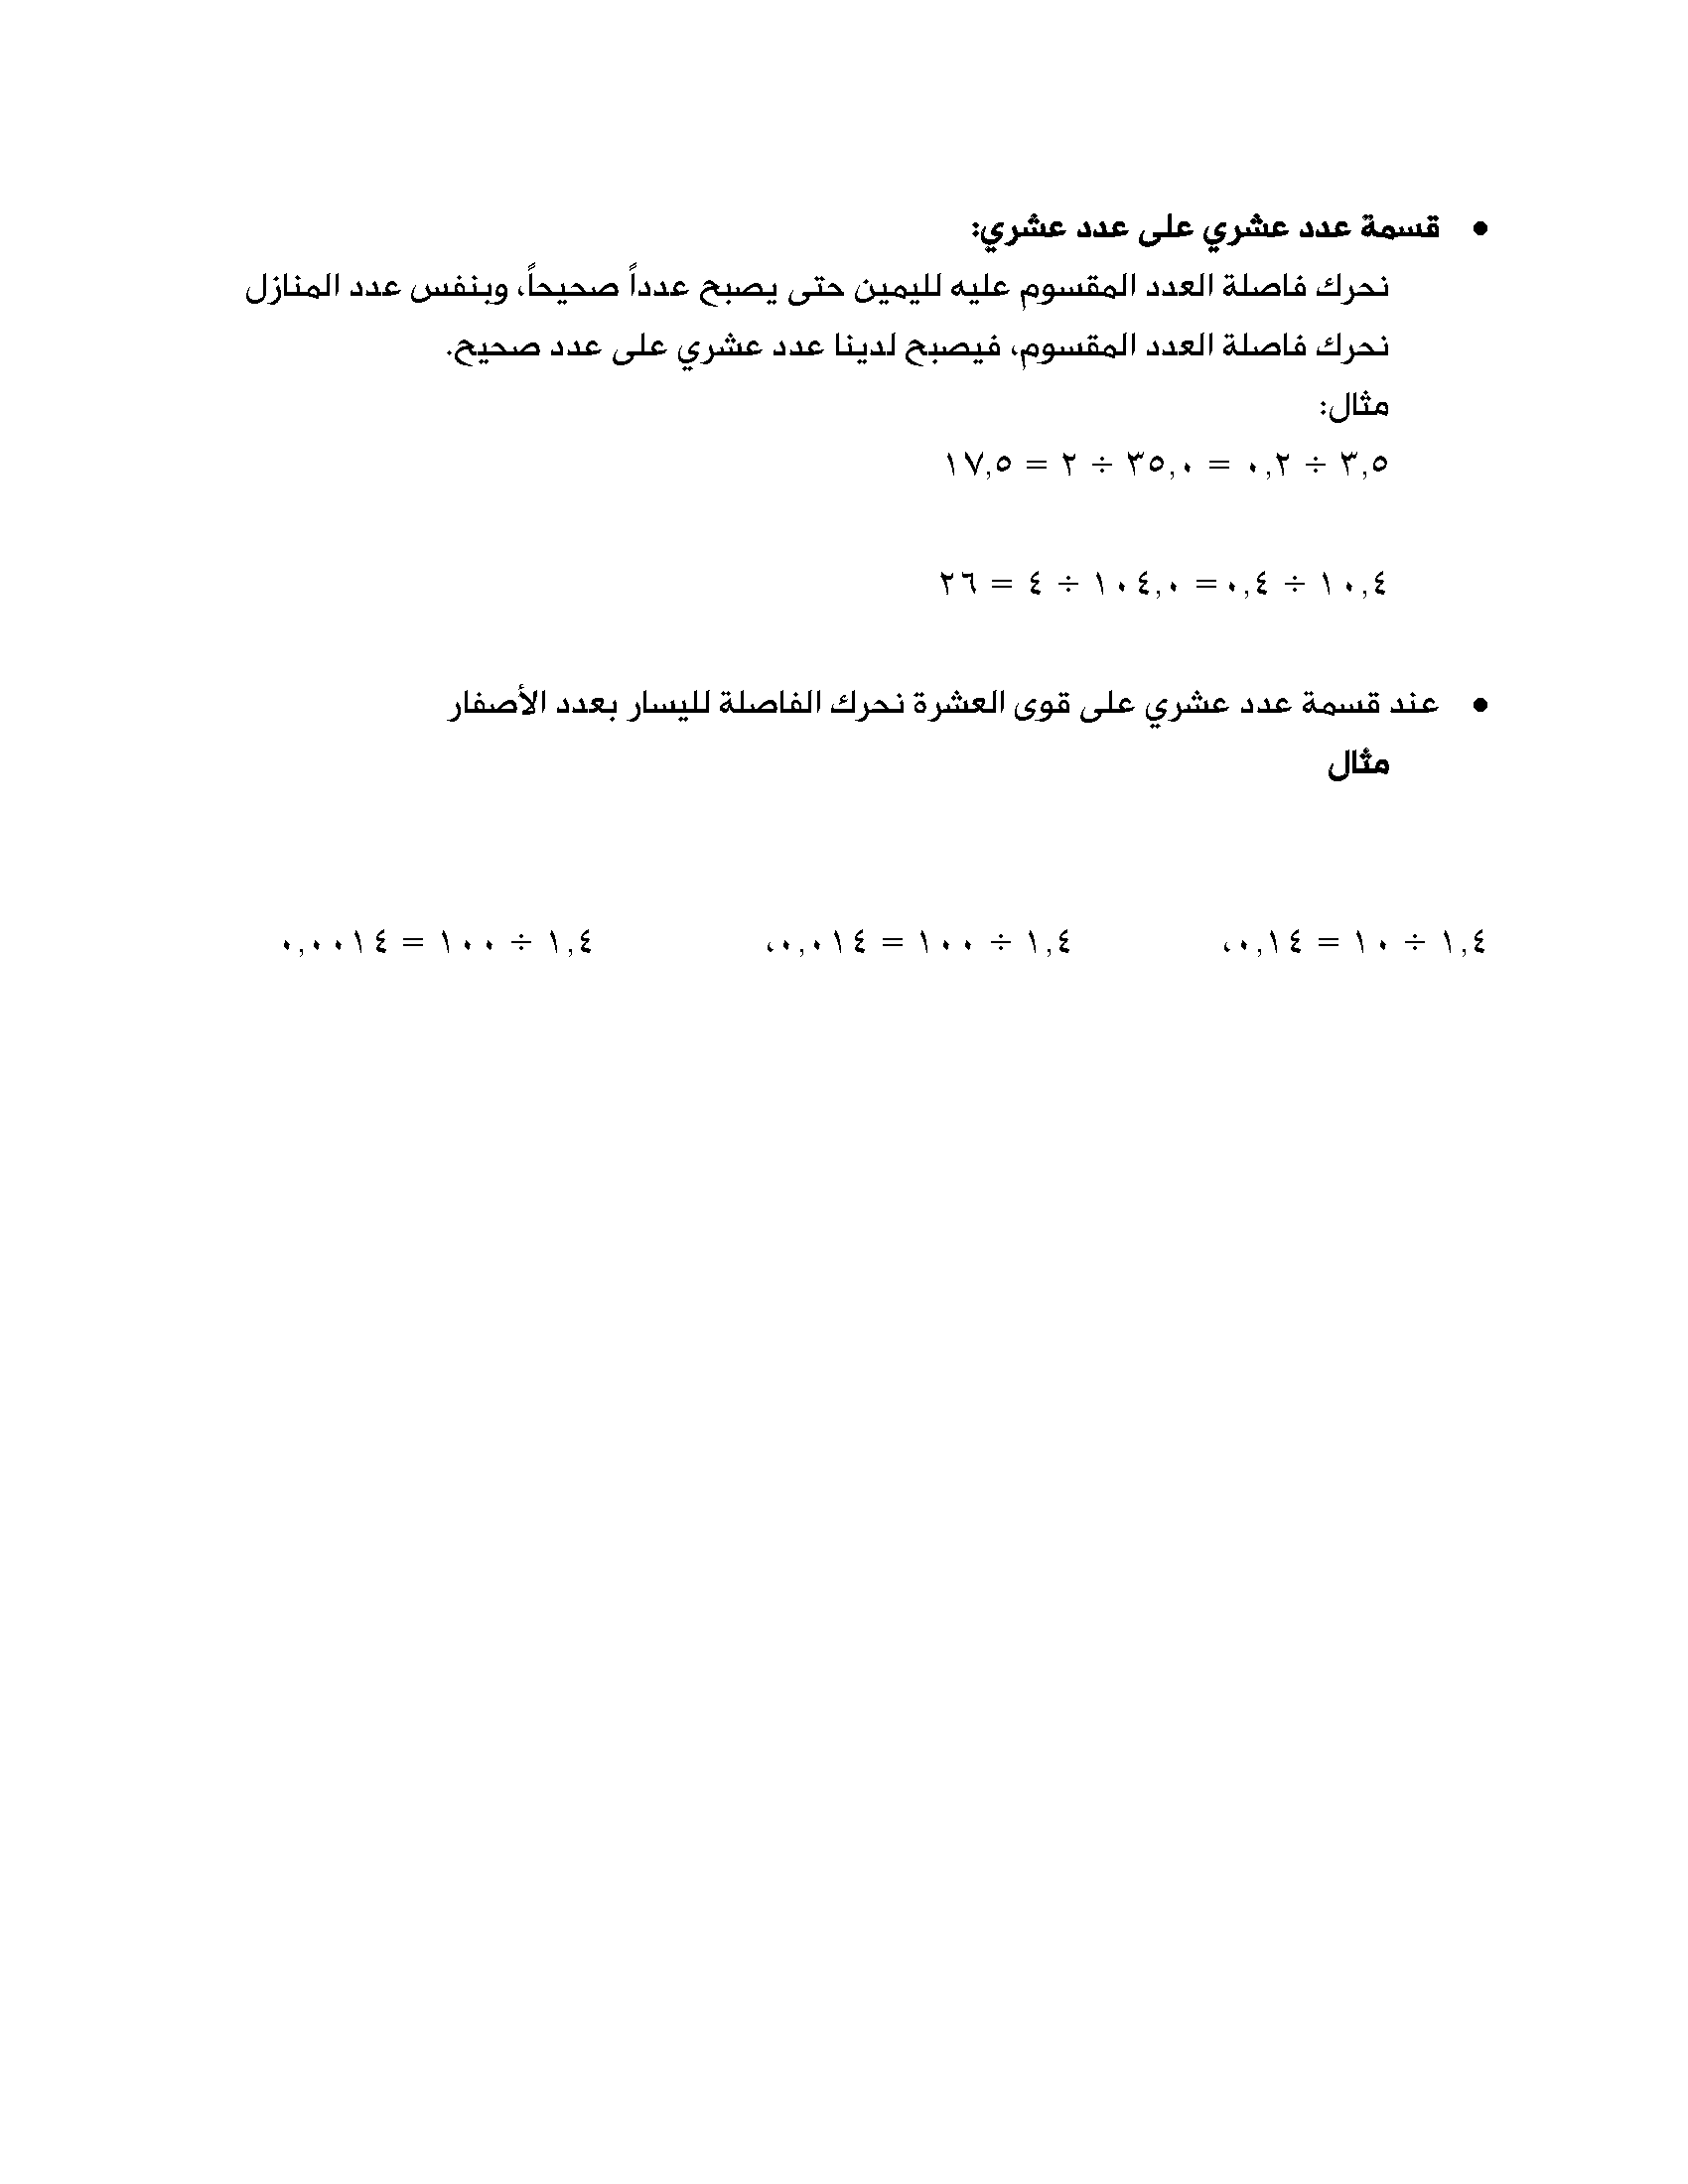 • قسمة عدد عشري على عدد عشري:
نحرك فاصلة العدد المقسوم عليه لليمين حتى يصبح عدداً صحيحاً، وبنفس عدد المنازل
نحرك فاصلة العدد المقسوم، فيصبح لدينا عدد عشري على عدد صحيح.
مثال:
٣,٥ ÷ ٠,٢ = ٣٥,٠ ÷ ٢ = ١٧,٥
١٠,٤ ÷ ٠,٤ =١٠٤,٠ ÷ ٤ = ٢٦
• عند قسمة عدد عشري على قوى العشرة نحرك الفاصلة لليسار بعدد الأصفار
مثال
١,٤ ÷ ١٠ = ٠,١٤، ١,٤ ÷ ١٠٠ = ٠,٠١٤، ١,٤ ÷ ١٠٠ = ٠,٠٠١٤